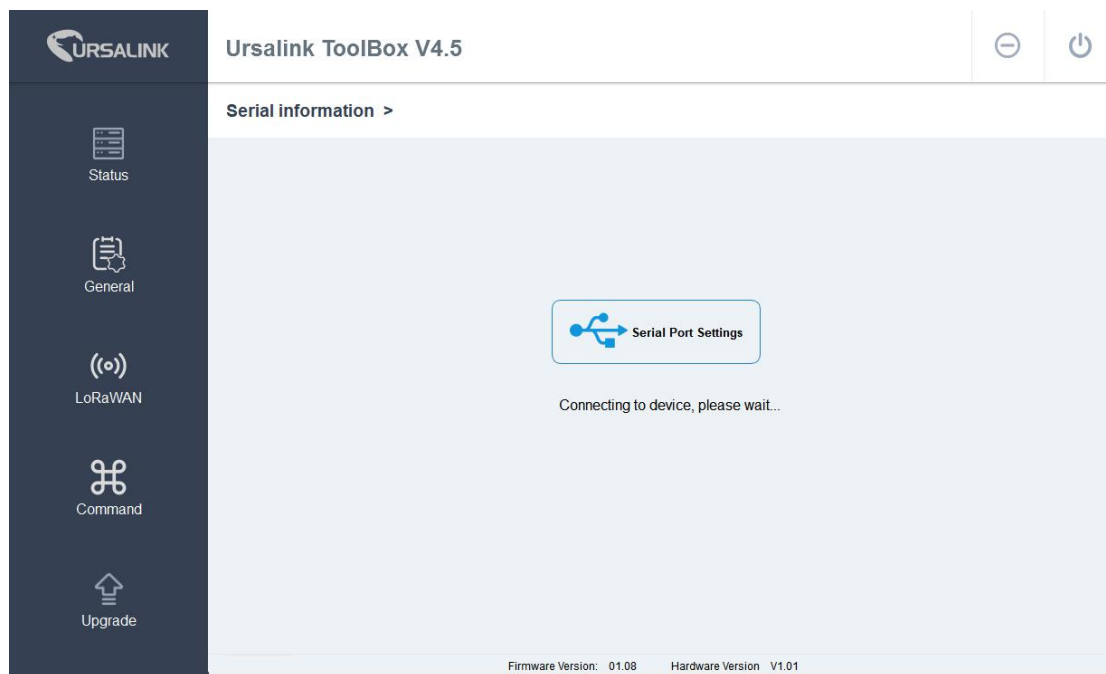 URSALINK
Ursalink ToolBox V4.5
Serial information >
Status
General
LoRaWAN
Command
Upgrade
Serial Port Settings
Connecting to device, please wait...
Firmware Version: 01.08 Hardware Version V1.01